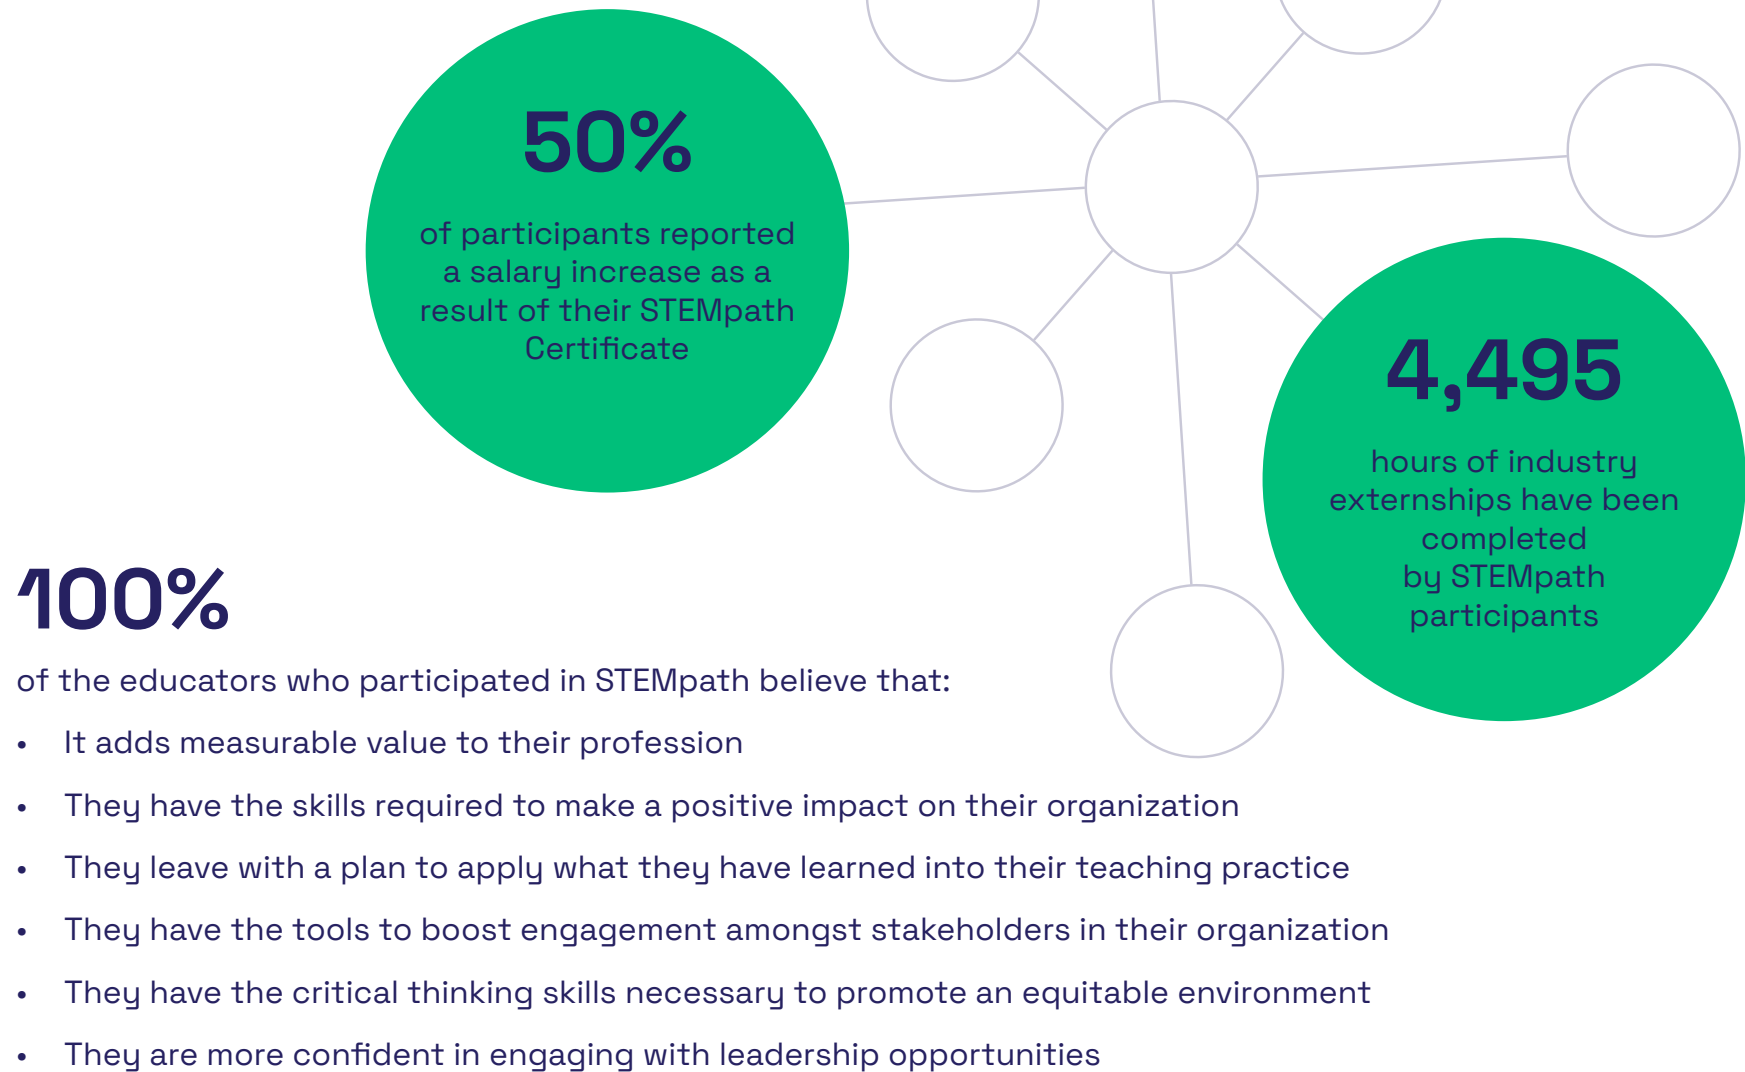 50%
of participants reported
a salary increase as a
result of their STEMpath
Certificate
4,495
hours of industry
externships have been
completed
by STEMpath
participants
100%
of the educators who participated in STEMpath believe that:
• It adds measurable value to their profession
• They have the skills required to make a positive impact on their organization
• They leave with a plan to apply what they have learned into their teaching practice
• They have the tools to boost engagement amongst stakeholders in their organization
• They have the critical thinking skills necessary to promote an equitable environment
• They are more confident in engaging with leadership opportunities